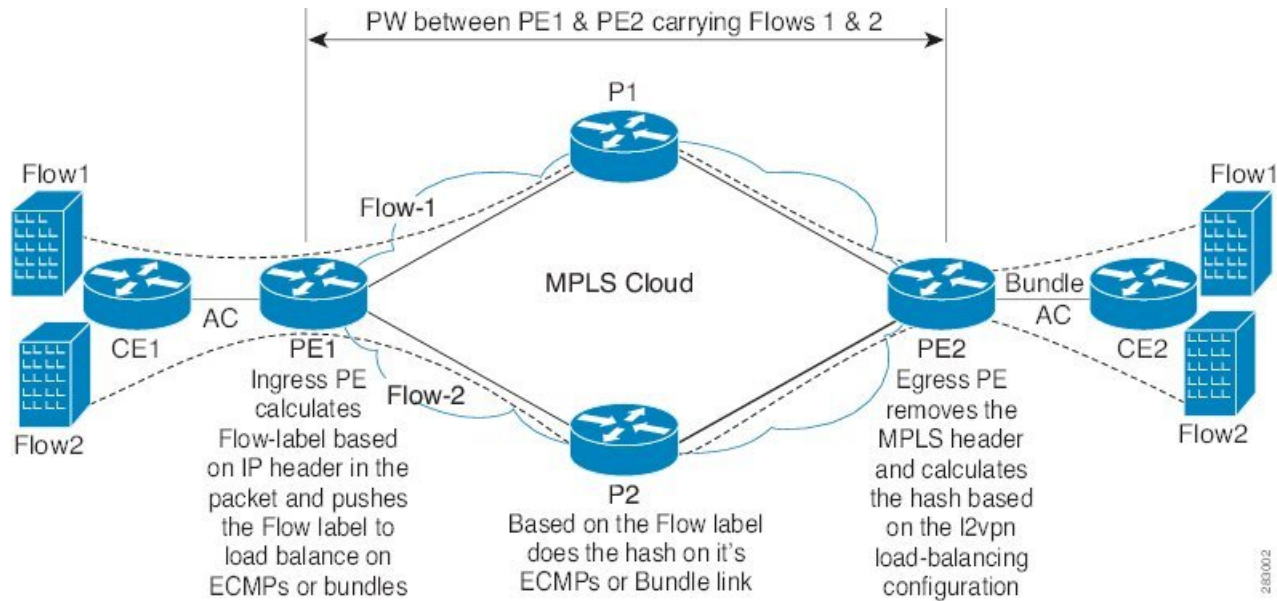 PW between PE1 & PE2 carrying Flows 1 & 2
P1
Flow1
Flow1
Flow-1
MPLS Cloud
Bundle
AC
AC
CE1
PE1
PE2
CE2
Flow-2
Flow2
Flow2
Ingress PE
calculates
Flow-label based
on IP header in the
packet and pushes
the Flow label to
load balance on
ECMPs or bundles
P2
Based on the Flow label
does the hash on it's
ECMPs or Bundle link
Egress PE
removes the
MPLS header
and calculates
the hash based
on the l2vpn
load-balancing
configuration
283002